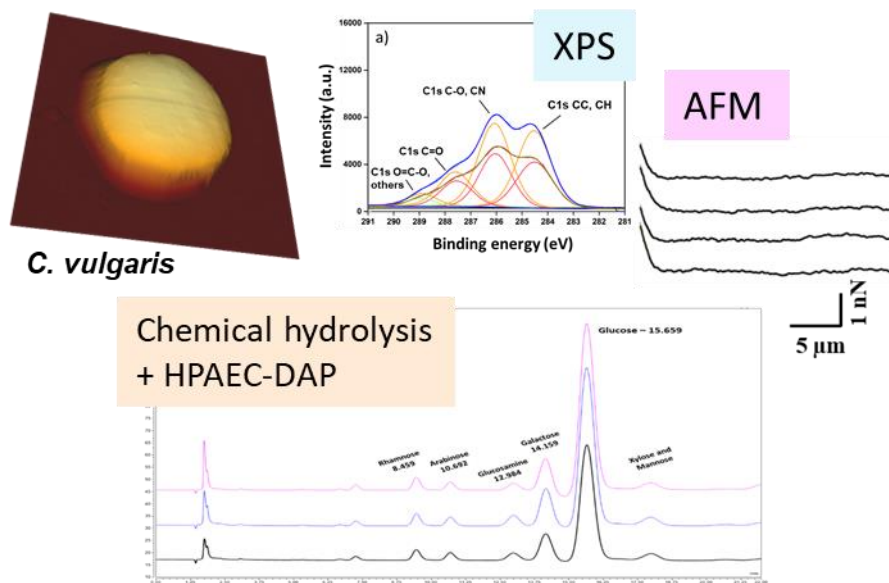 C. vulgaris
a)
XPS
16000
12000
8000
4000
0
Intensity (a.u.)
C1s C-O, CN
C1s CC, CH
C1s C=O
C1s O=C-O,
others
291 290 289 288 287 286 285 284 283 282 281
Binding energy (eV)
AFM
1 nN
5 µm
Chemical hydrolysis
+ HPAEC-DAP
Rhamnose
8.459
Arabinose
10.692
Glucosamine
12.984
Galactose
14.159
Glucose – 15.659
Xylose and
Mannose